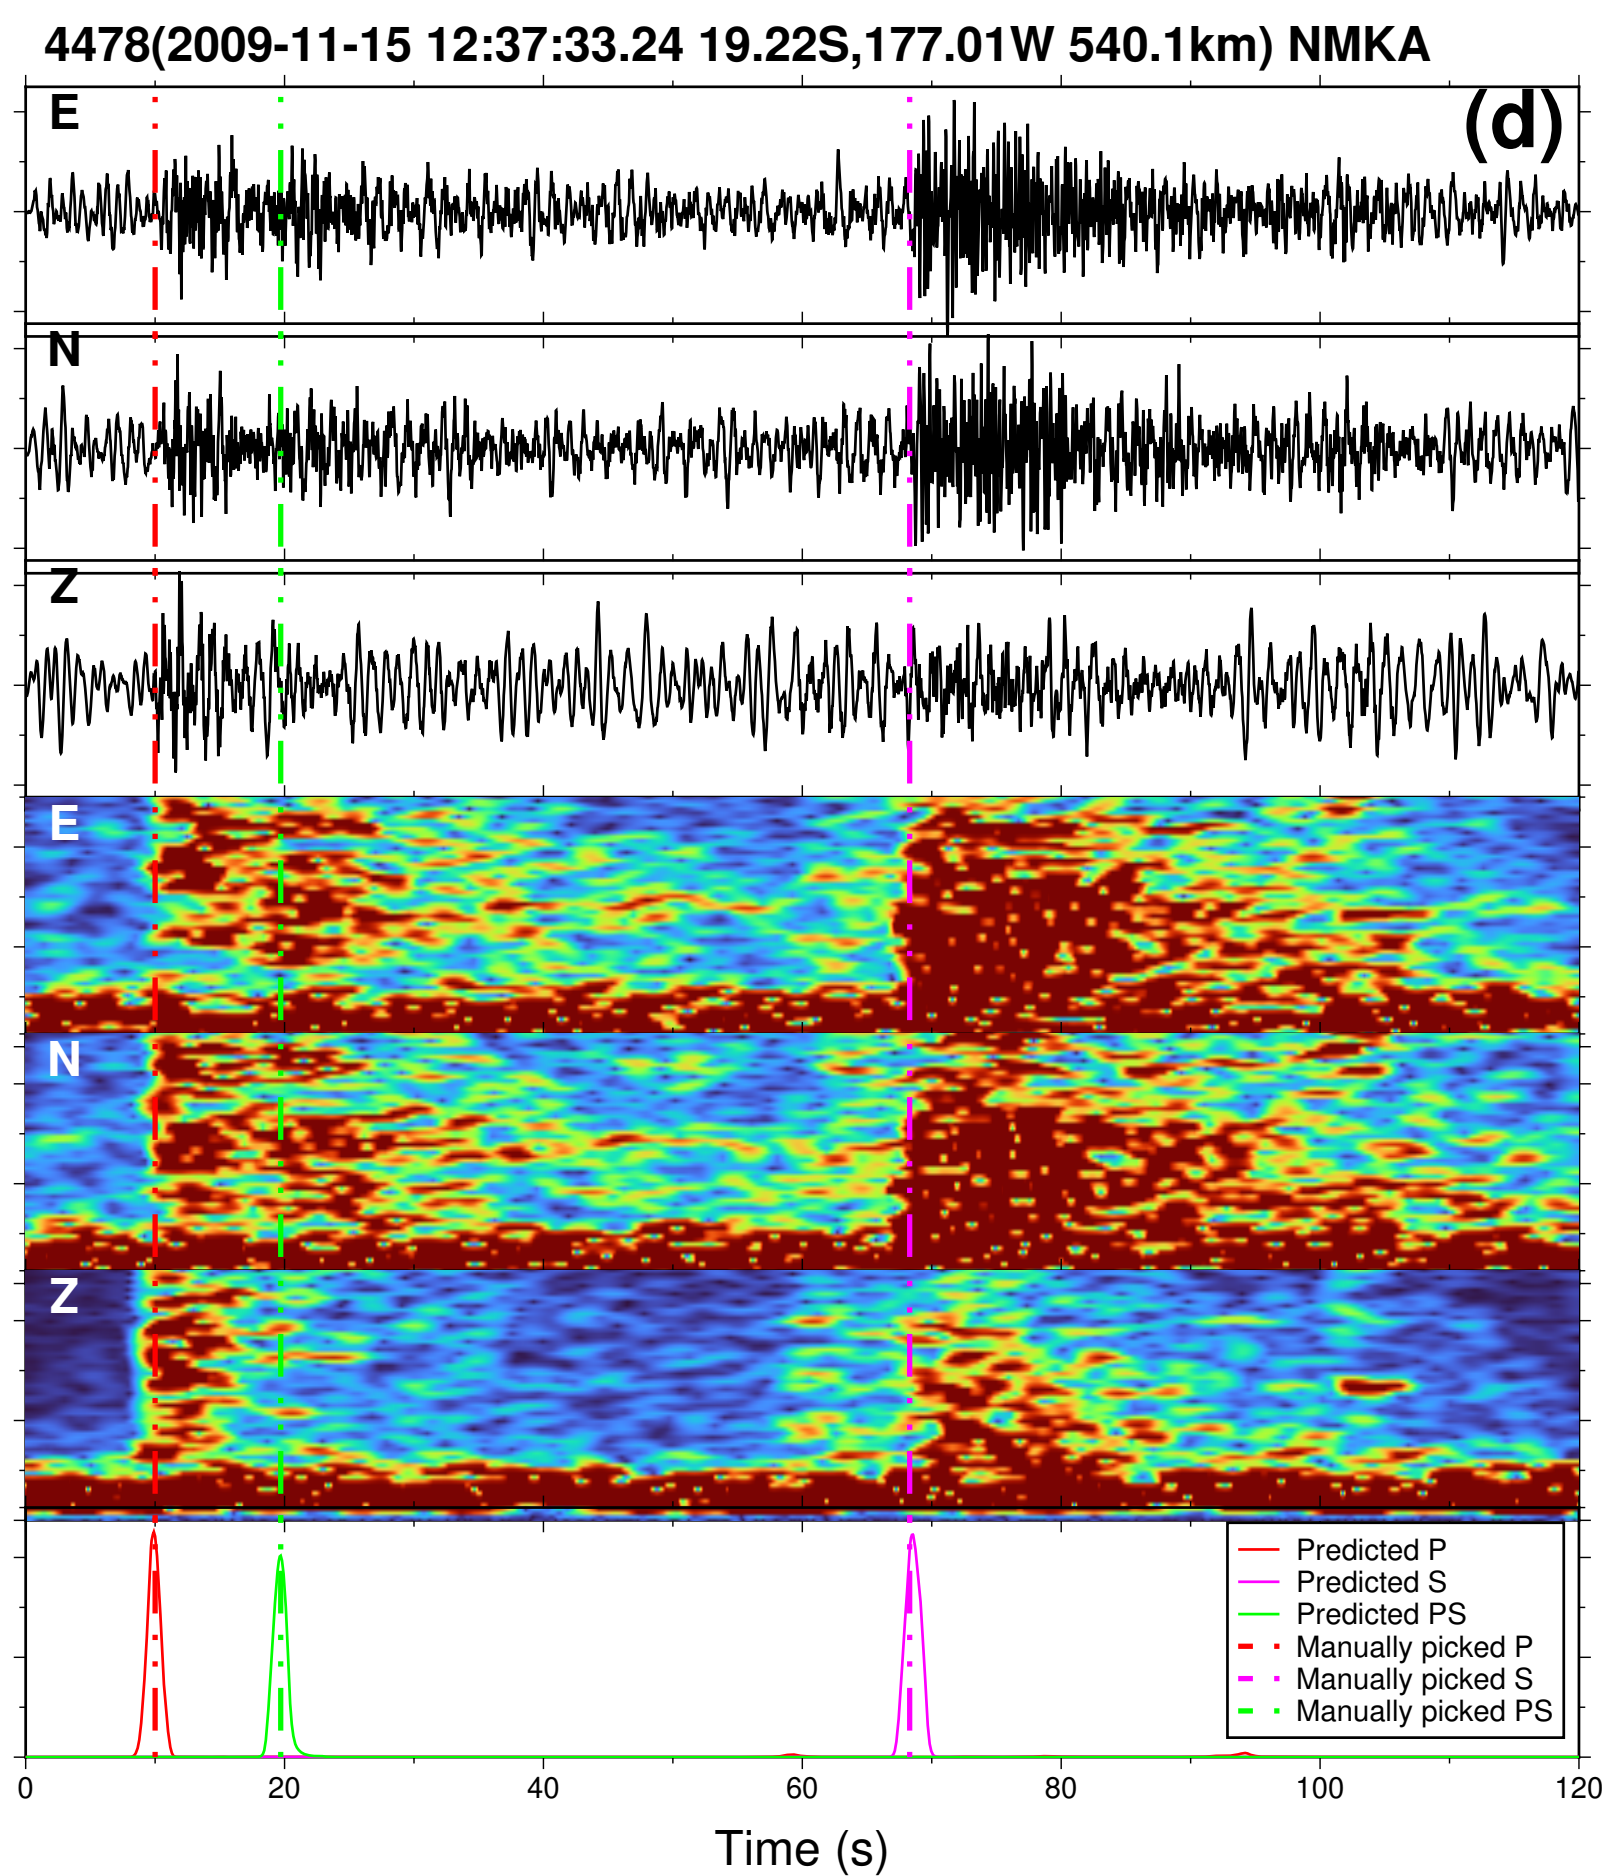 4478(2009-11-15 12:37:33.24 19.22S,177.01W 540.1km) NMKA
E
(d)
N
Z
E
N
Z
Predicted P
Predicted S
Predicted PS
Manually picked P
Manually picked S
Manually picked PS
0 20 40 60 80 100 120
Time (s)